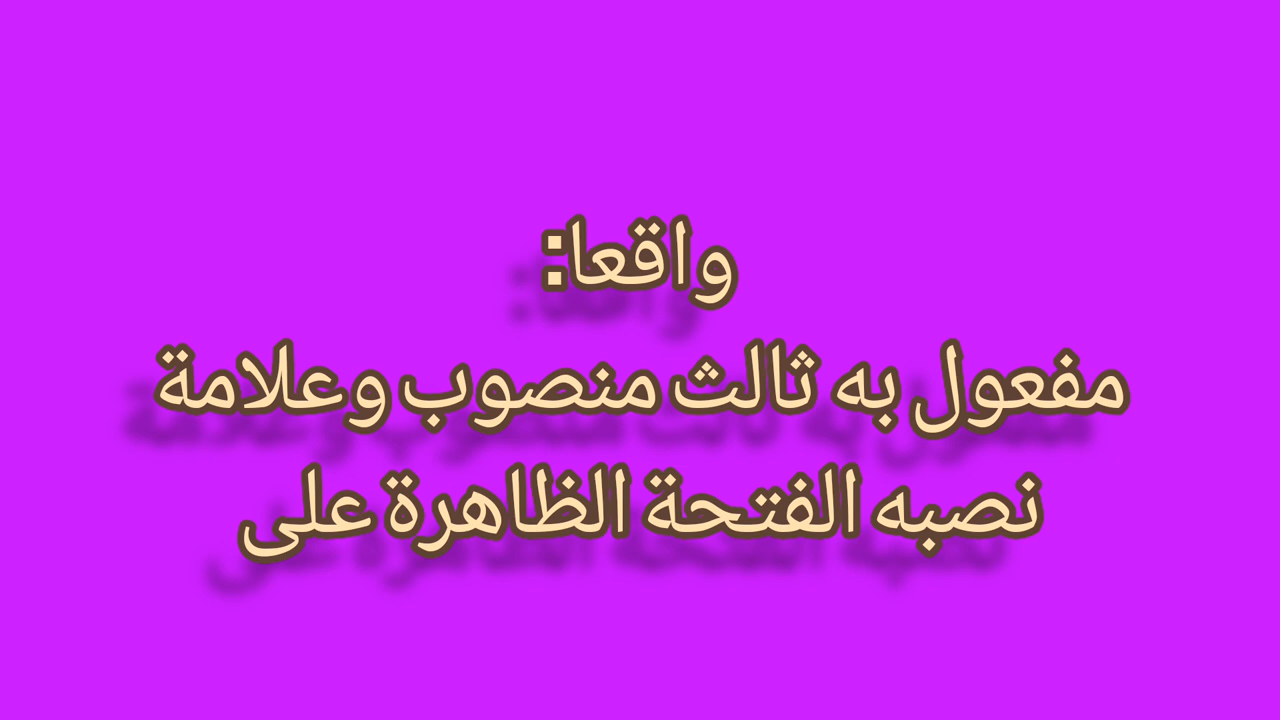 واقعا:
مفعول به ثالث منصوب وعلامة
نصبه الفتحة الظاهرة على